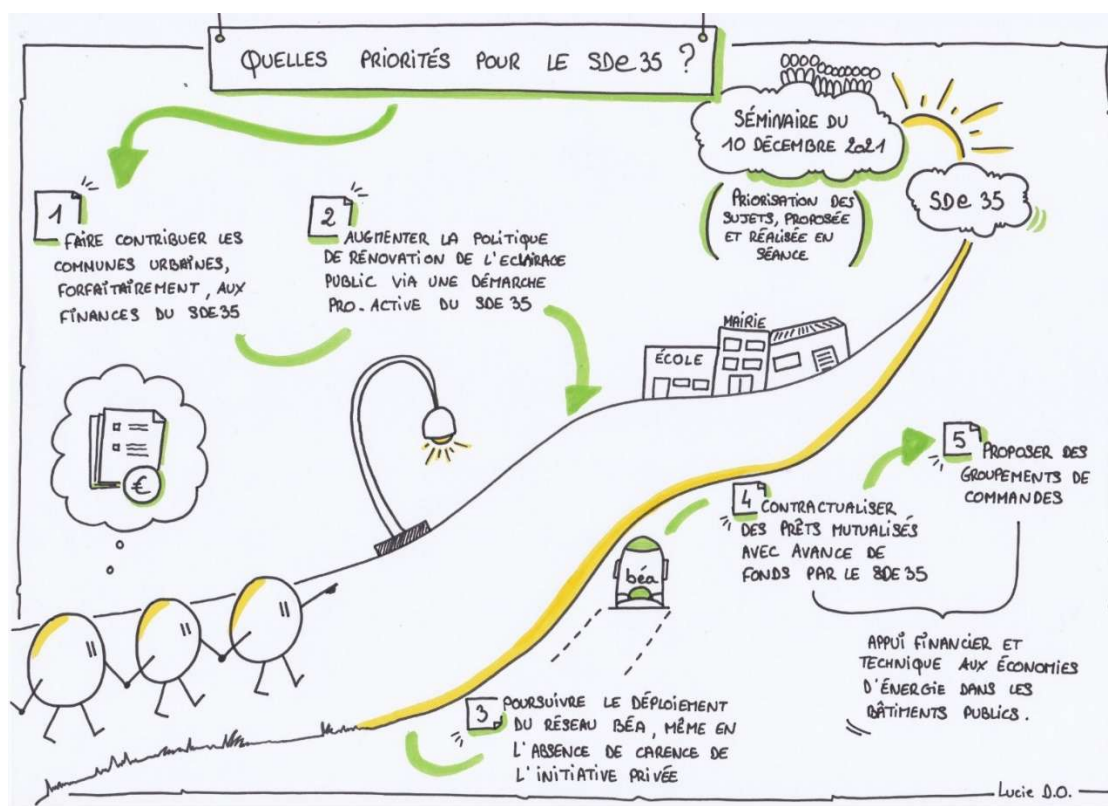 QUELLES PRIORITÉS POUR LE SDE 35 ?
SÉMINAIRE DU
10 DÉCEMBRE 2021
(PRIORISATION DES
SUJETS, PROPOSÉE
ET RÉALISÉE EN
SÉANCE)
SDE 35
1
FAIRE CONTRIBUER LES
COMMUNES URBAINES,
FORFAITAIREMENT, AUX
FINANCES DU SDE35
2
AUGMENTER LA POLITIQUE
DE RÉNOVATION DE L'ECLAIRAGE
PUBLIC VIA UNE DÉMARCHE
PRO-ACTIVE DU SDE 35
€
ÉCOLE
MAIRIE
béa
3
POURSUIVRE LE DÉPLOIEMENT
DU RÉSEAU BÉA, MÊME EN
L'ABSENCE DE CARENCE DE
L'INITIATIVE PRIVÉE
4
CONTRACTUALISER
DES PRÊTS MUTUALISÉS
AVEC AVANCE DE
FONDS PAR LE SDE35
5
PROPOSER DES
GROUPEMENTS DE
COMMANDES
APPUI FINANCIER ET
TECHNIQUE AUX ÉCONOMIES
D'ÉNERGIE DANS LES
BÂTIMENTS PUBLICS.
Lucie D.O.